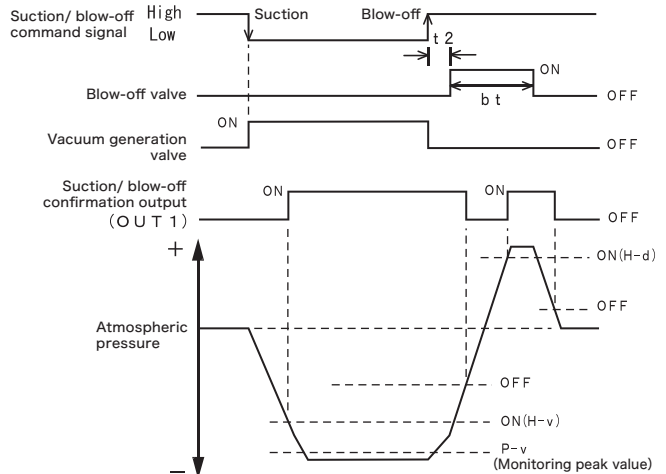 Suction/ blow-off
command signal
High
Low
Suction
Blow-off
t 2
ON
Blow-off valve
b t
OFF
ON
Vacuum generation
valve
OFF
Suction/ blow-off
confirmation output
(OUT1)
ON
ON
OFF
+
ON(H-d)
OFF
Atmospheric
pressure
OFF
ON(H-v)
P-v
(Monitoring peak value)
−